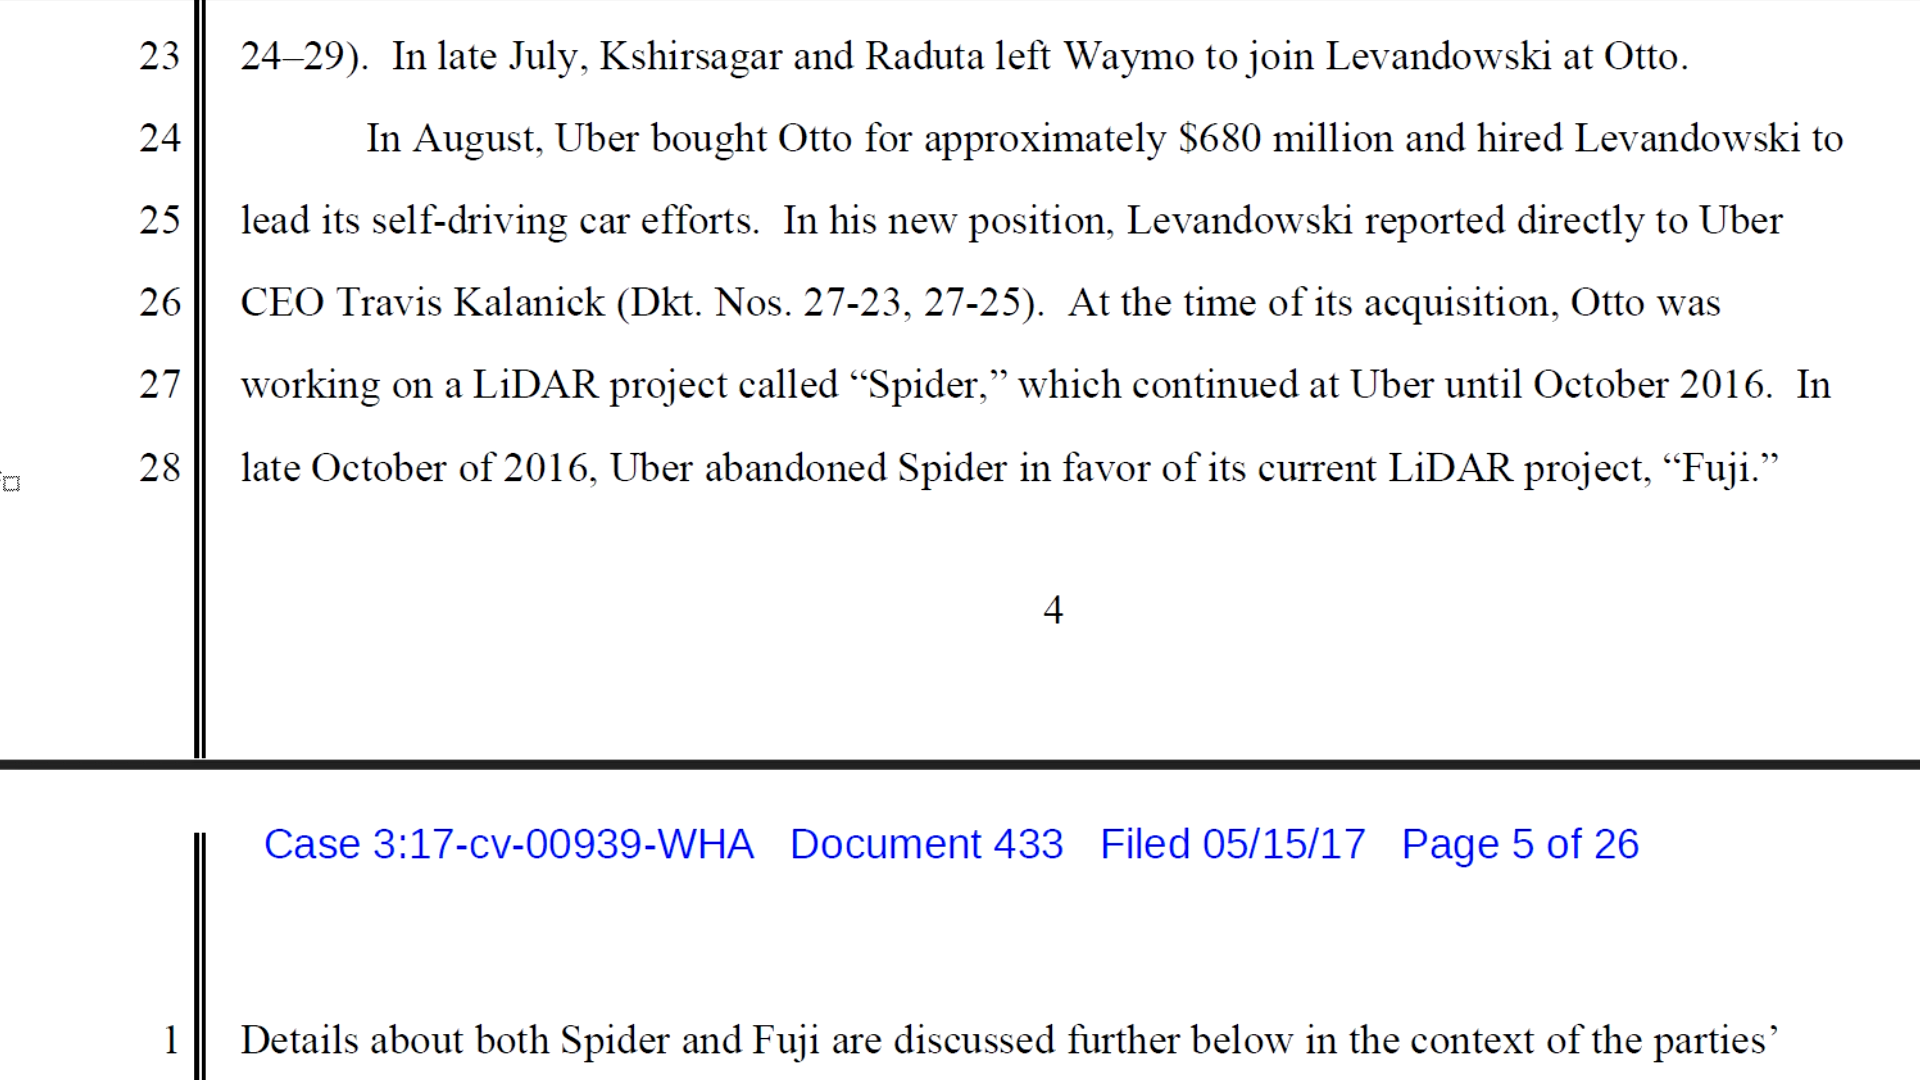 23 24–29).  In late July, Kshirsagar and Raduta left Waymo to join Levandowski at Otto.
24 In August, Uber bought Otto for approximately $680 million and hired Levandowski to
25 lead its self-driving car efforts.  In his new position, Levandowski reported directly to Uber
26 CEO Travis Kalanick (Dkt. Nos. 27-23, 27-25).  At the time of its acquisition, Otto was
27 working on a LiDAR project called “Spider,” which continued at Uber until October 2016.  In
28 late October of 2016, Uber abandoned Spider in favor of its current LiDAR project, “Fuji.”
4
Case 3:17-cv-00939-WHA   Document 433   Filed 05/15/17   Page 5 of 26
1 Details about both Spider and Fuji are discussed further below in the context of the parties’